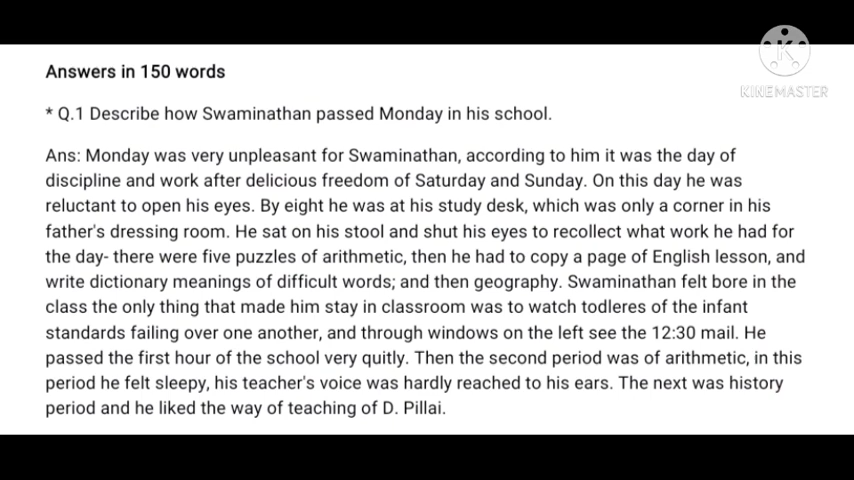 Answers in 150 words
K
KINEMASTER
* Q.1 Describe how Swaminathan passed Monday in his school.
Ans: Monday was very unpleasant for Swaminathan, according to him it was the day of
discipline and work after delicious freedom of Saturday and Sunday. On this day he was
reluctant to open his eyes. By eight he was at his study desk, which was only a corner in his
father's dressing room. He sat on his stool and shut his eyes to recollect what work he had for
the day- there were five puzzles of arithmetic, then he had to copy a page of English lesson, and
write dictionary meanings of difficult words; and then geography. Swaminathan felt bore in the
class the only thing that made him stay in classroom was to watch todleres of the infant
standards failing over one another, and through windows on the left see the 12:30 mail. He
passed the first hour of the school very quitly. Then the second period was of arithmetic, in this
period he felt sleepy, his teacher's voice was hardly reached to his ears. The next was history
period and he liked the way of teaching of D. Pillai.